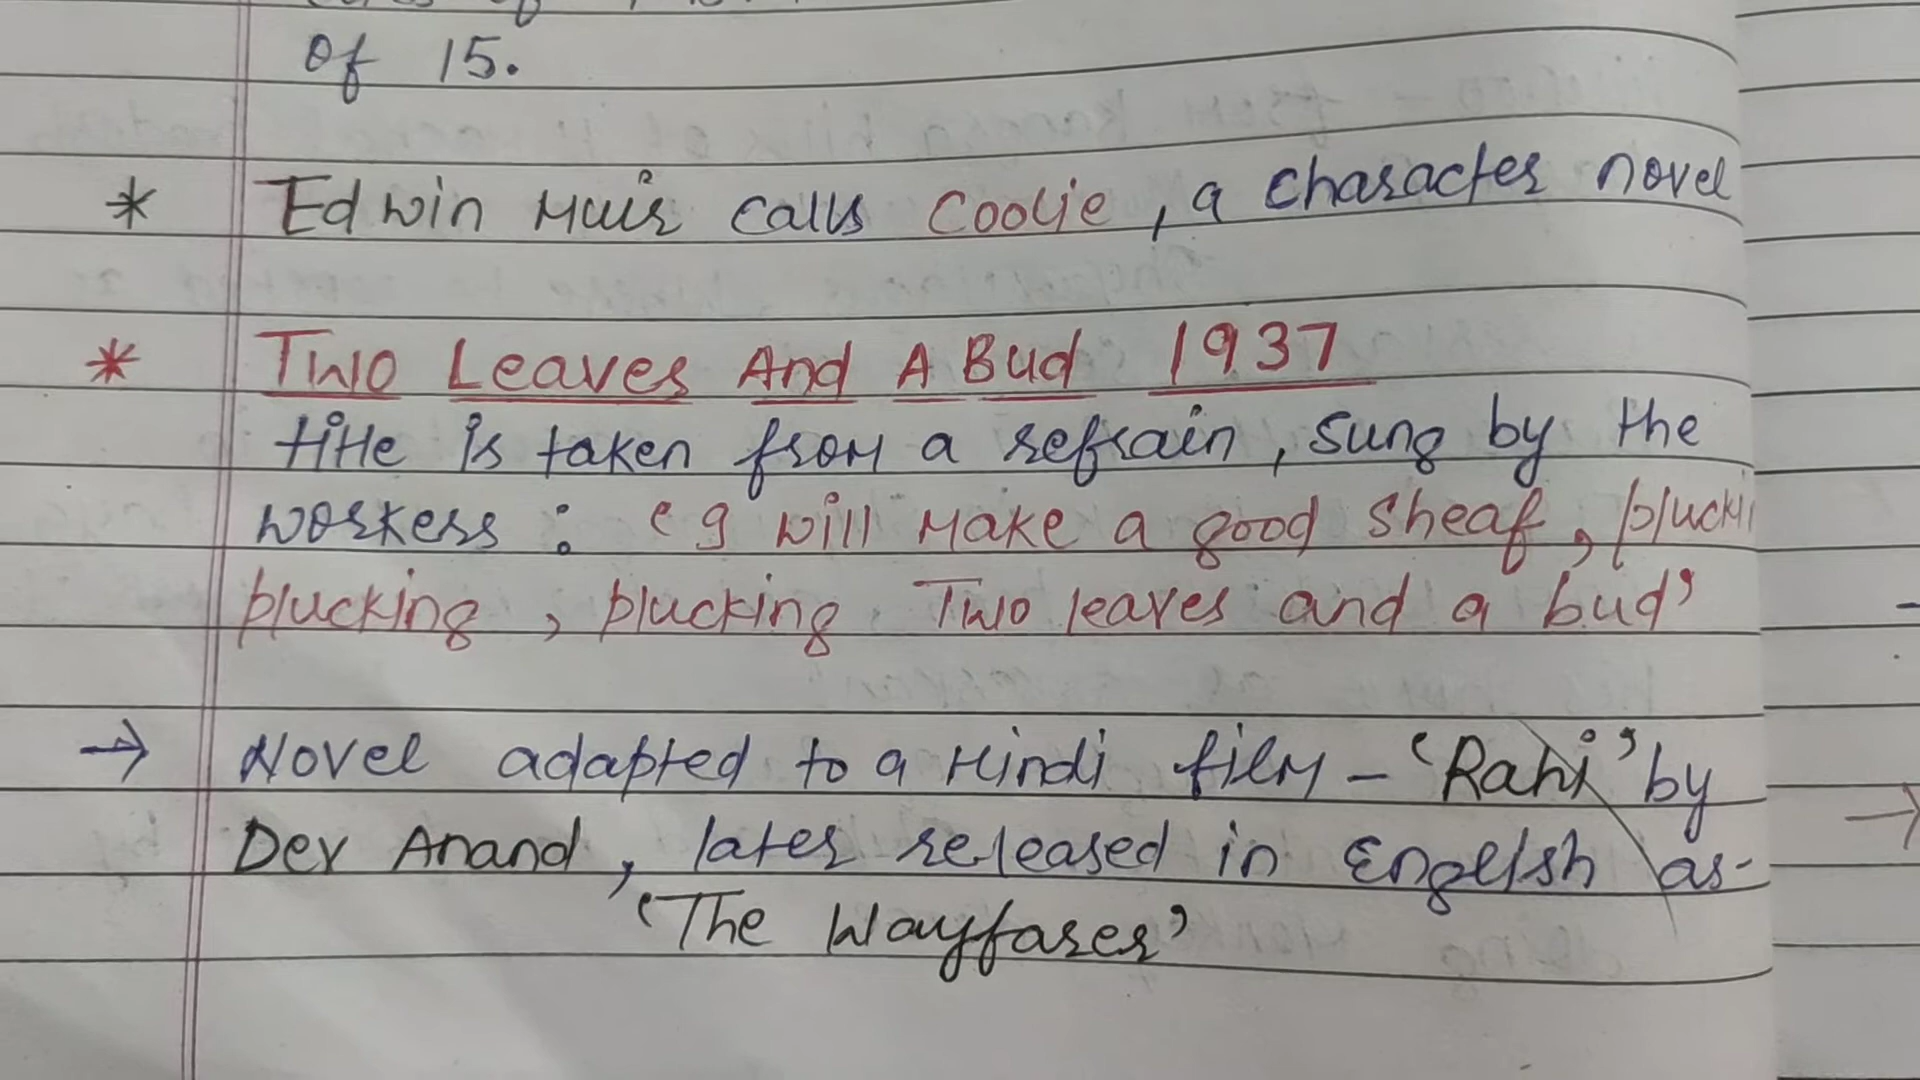 of 15.
* Edwin Muir calls Coolie, a character novel
* Two Leaves And A Bud 1937
title is taken from a refrain, sung by the
workers : eg will make a good sheaf,
plucking, plucking. Two leaves and a bud'
→ Novel adapted to a Hindi film - 'Rahi' by
Dev Anand, later released in English as-
'The Wayfarer'